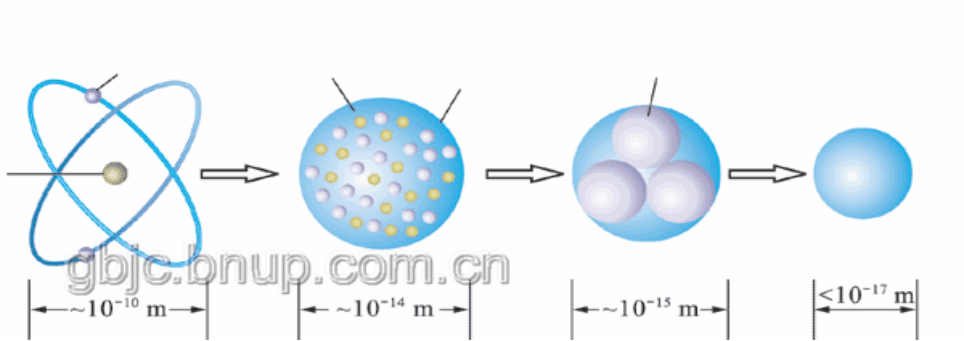 gbjc.bnup.com.cn
~10⁻¹⁰ m
~10⁻¹⁴ m
~10⁻¹⁵ m
<10⁻¹⁷ m